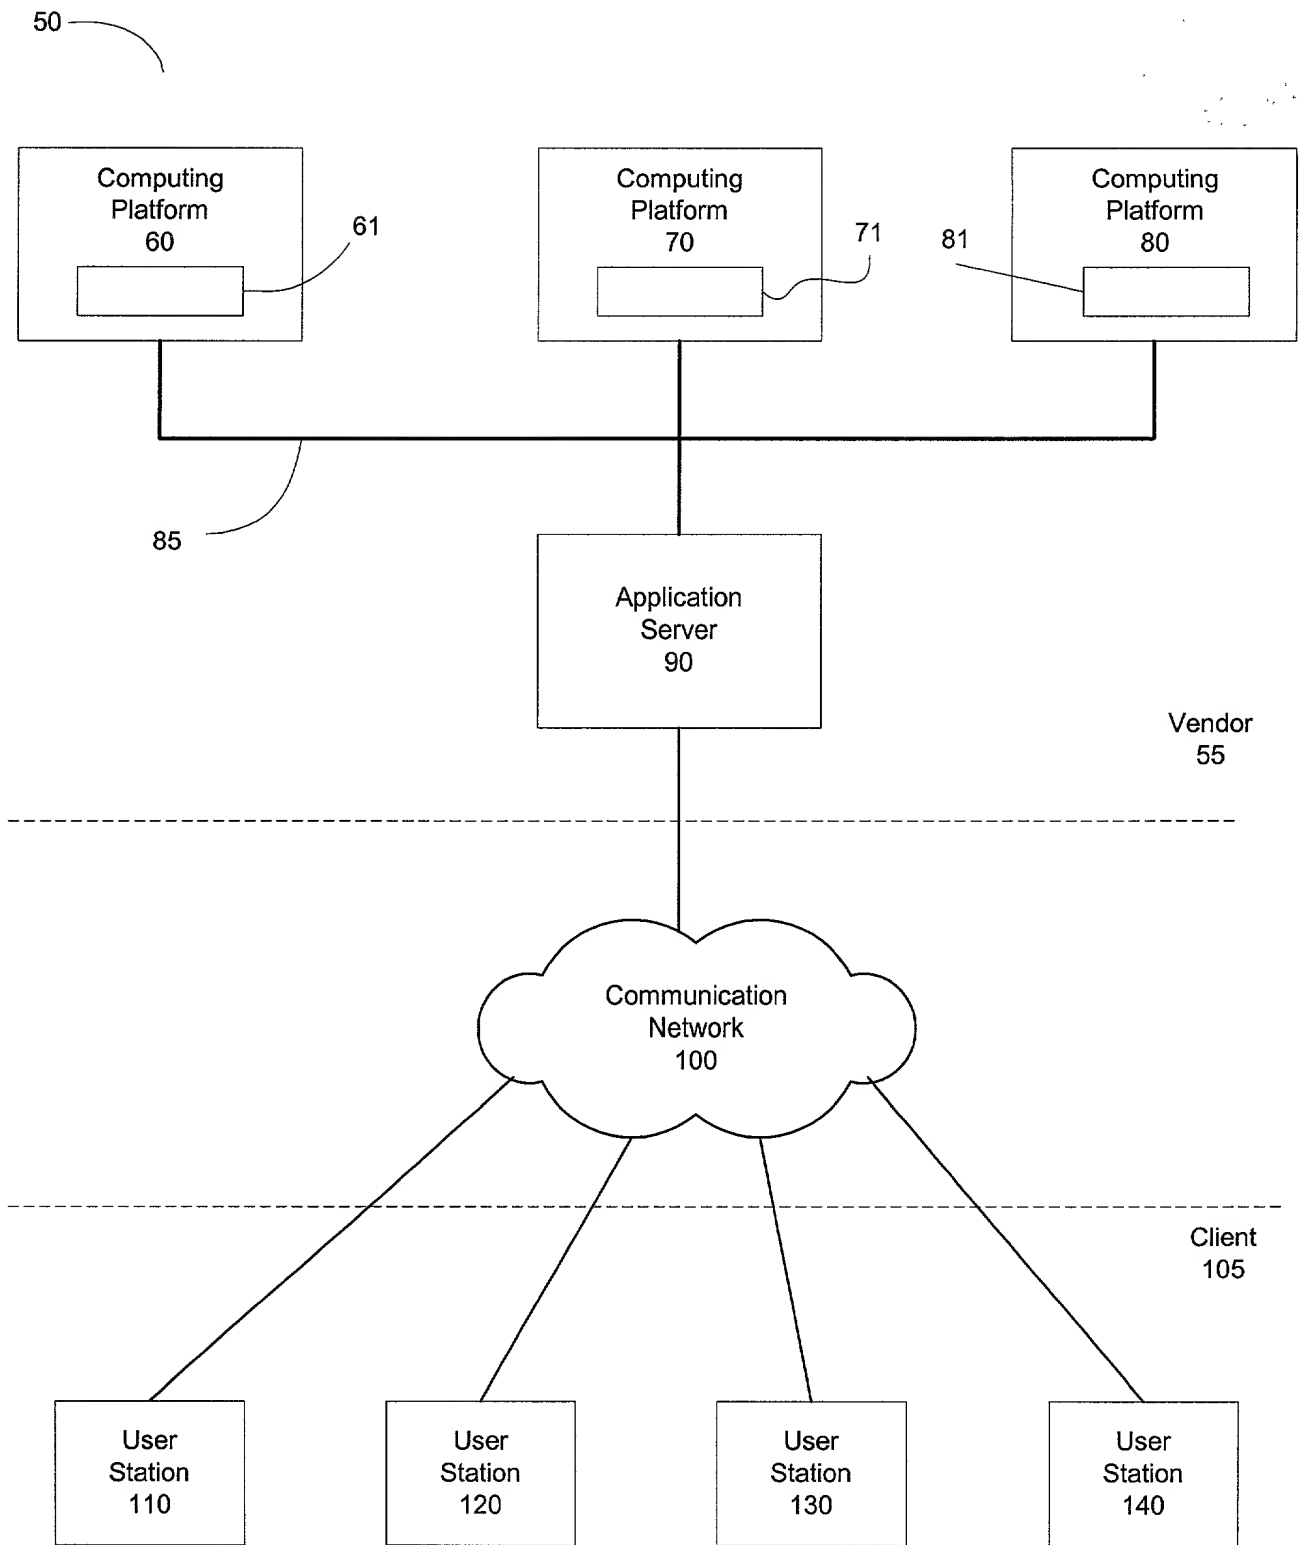 50
Computing
Platform
60
61
Computing
Platform
70
71
81
Computing
Platform
80
85
Application
Server
90
Vendor
55
Communication
Network
100
Client
105
User
Station
110
User
Station
120
User
Station
130
User
Station
140